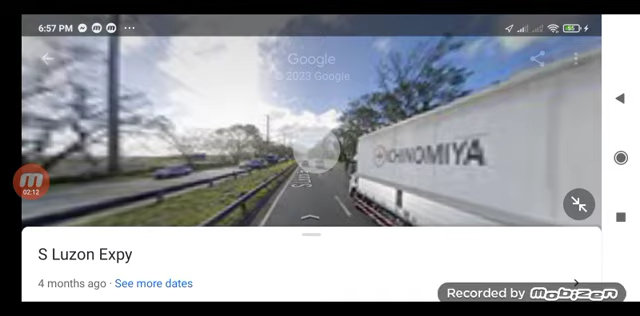 6:57 PM
85
Google
© 2023 Google
ICHINOMIYA
02:12
S Luzon Expy
4 months ago · See more dates
Recorded by mobizen